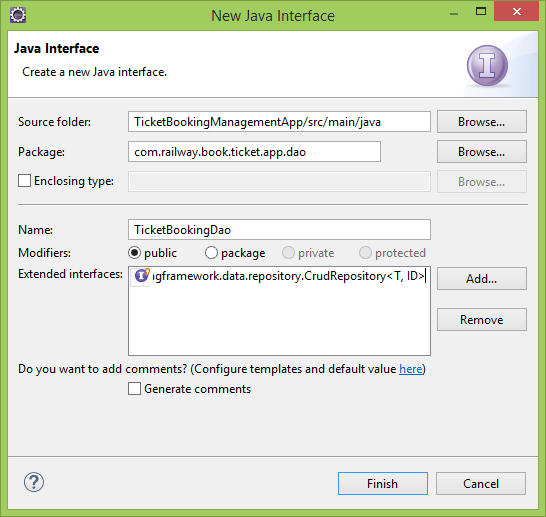 New Java Interface
Java Interface
Create a new Java interface.
I
Source folder: TicketBookingManagementApp/src/main/java Browse...
Package: com.railway.book.ticket.app.dao Browse...
Enclosing type: Browse...
Name: TicketBookingDao
Modifiers: public package private protected
Extended interfaces: ngframework.data.repository.CrudRepository<T, ID> Add...
Remove
Do you want to add comments? (Configure templates and default value here)
Generate comments
? Finish Cancel